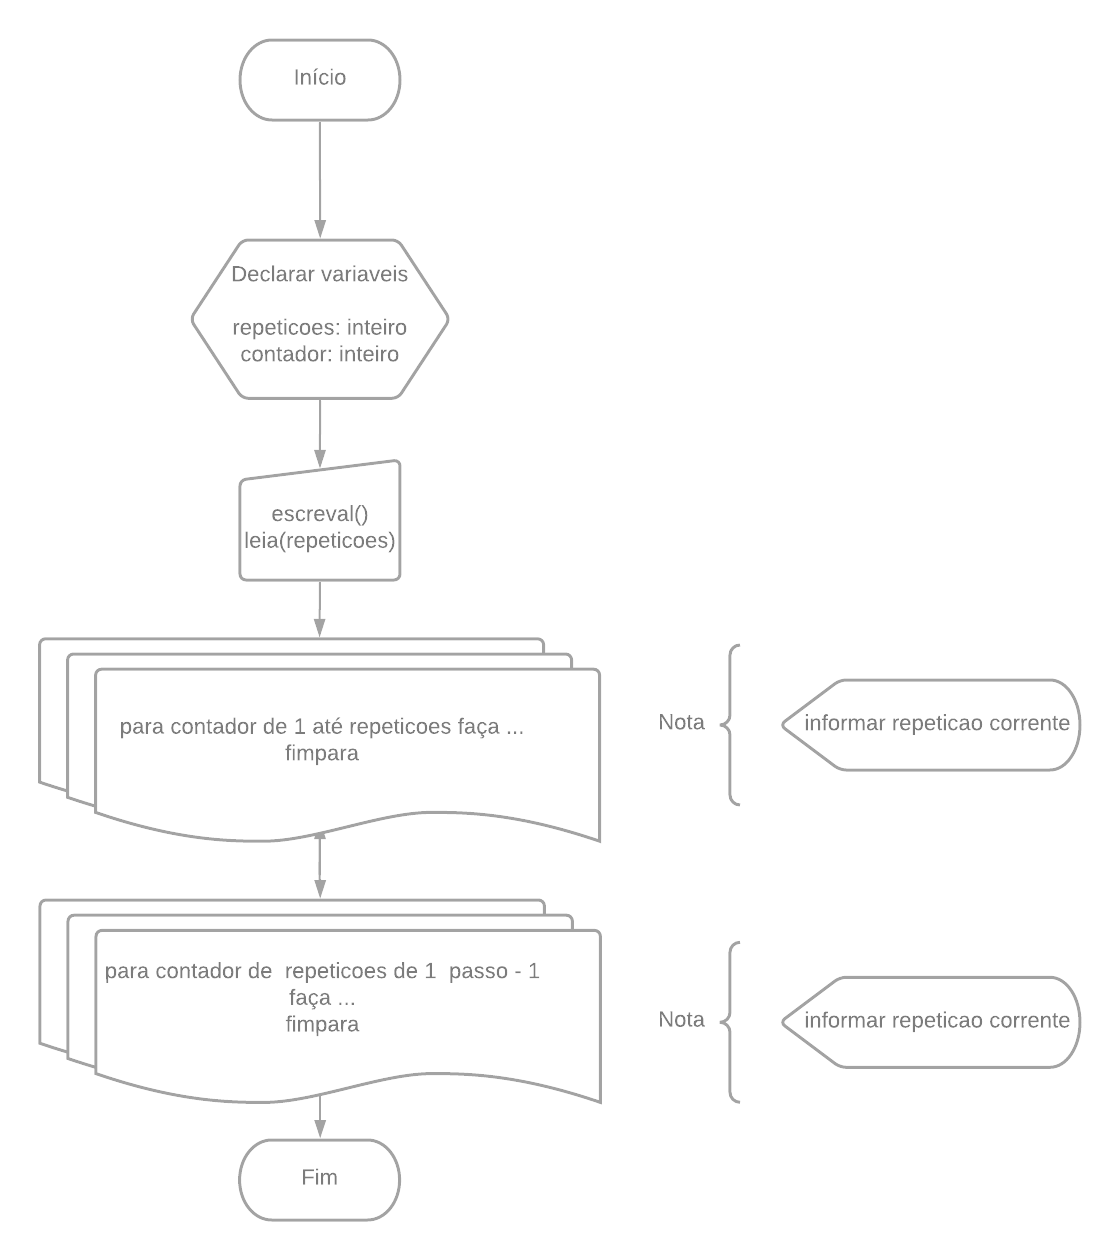 Início
Declarar variaveis
repeticoes: inteiro
contador: inteiro
escreval()
leia(repeticoes)
para contador de 1 até repeticoes faça ...
fimpara
Nota
informar repeticao corrente
para contador de  repeticoes de 1  passo - 1
faça ...
fimpara
Nota
informar repeticao corrente
Fim